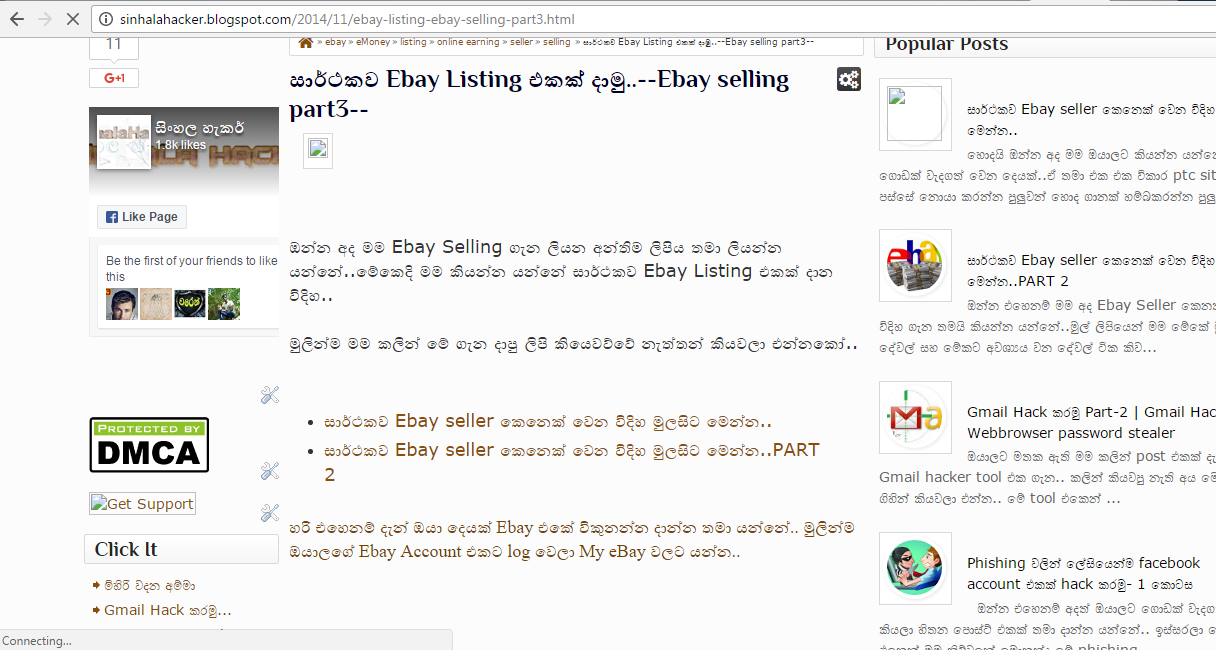 sinhalahacker.blogspot.com/2014/11/ebay-listing-ebay-selling-part3.html
11
G+1
සිංහල හැකර්
1.8k likes
Like Page
Be the first of your friends to like
this
PROTECTED BY
DMCA
Get Support
Click It
මිහිරි වදන අම්මා
Gmail Hack කරමු...
Connecting...
» ebay » eMoney » listing » online earning » seller » selling » සාර්ථකව Ebay Listing එකක් දාමු..--Ebay selling part3--
සාර්ථකව Ebay Listing එකක් දාමු..--Ebay selling
part3--
ඔන්න අද මම Ebay Selling ගැන ලියන අන්තිම ලිපිය තමා ලියන්න
යන්නේ..මේකෙදි මම කියන්න යන්නේ සාර්ථකව Ebay Listing එකක් දාන
විදිහ..
මුලින්ම මම කලින් මේ ගැන දාපු ලිපි කියෙව්වේ නැත්තන් කියවලා එන්නකෝ..
සාර්ථකව Ebay seller කෙනෙක් වෙන විදිහ මුලසිට මෙන්න..
සාර්ථකව Ebay seller කෙනෙක් වෙන විදිහ මුලසිට මෙන්න..PART
2
හරි එහෙනම් දැන් ඔයා දෙයක් Ebay එකේ විකුනන්න දාන්න තමා යන්නේ.. මුලින්ම
ඔයාලගේ Ebay Account එකට log වෙලා My eBay වලට යන්න..
Popular Posts
සාර්ථකව Ebay seller කෙනෙක් වෙන විදිහ
මෙන්න..
හොඳයි ඔන්න අද මම ඔයාලට කියන්න
ගොඩක් වැදගත් වෙන දෙයක්..ඒ තමා එක එක විකාර ptc
පස්සේ නොයා කරන්න පුලුවන් හොද ගානක් හම්බකරන්න
සාර්ථකව Ebay seller කෙනෙක් වෙන විදිහ
මෙන්න..PART 2
ඔන්න එහෙනම් මම අද Ebay Seller
විදිහ ගැන තමයි කියන්න යන්නේ..මුල් ලිපියෙන් මම මේකේ
දේවල් සහ මේකට අවශ්‍යය වන දේවල් ටික කිව...
Gmail Hack කරමු Part-2 | Gmail
Webbrowser password stealer
ඔයාලට මතක ඇති මම කලින් post එකක්
Gmail hacker tool එක ගැන.. කලින් කියවපු නැති අය
ගිහින් කියවලා එන්න.. මේ tool එකෙන් ...
Phishing වලින් ලේසියෙන්ම facebook
account එකක් hack කරමු- 1 කොටස
ඔන්න එහෙනම් අදත් ඔයාලට ගොඩක්
කියලා හිතන පොස්ට් එකක් තමා දාන්න යන්නේ.. ඉස්සරලා
phishing